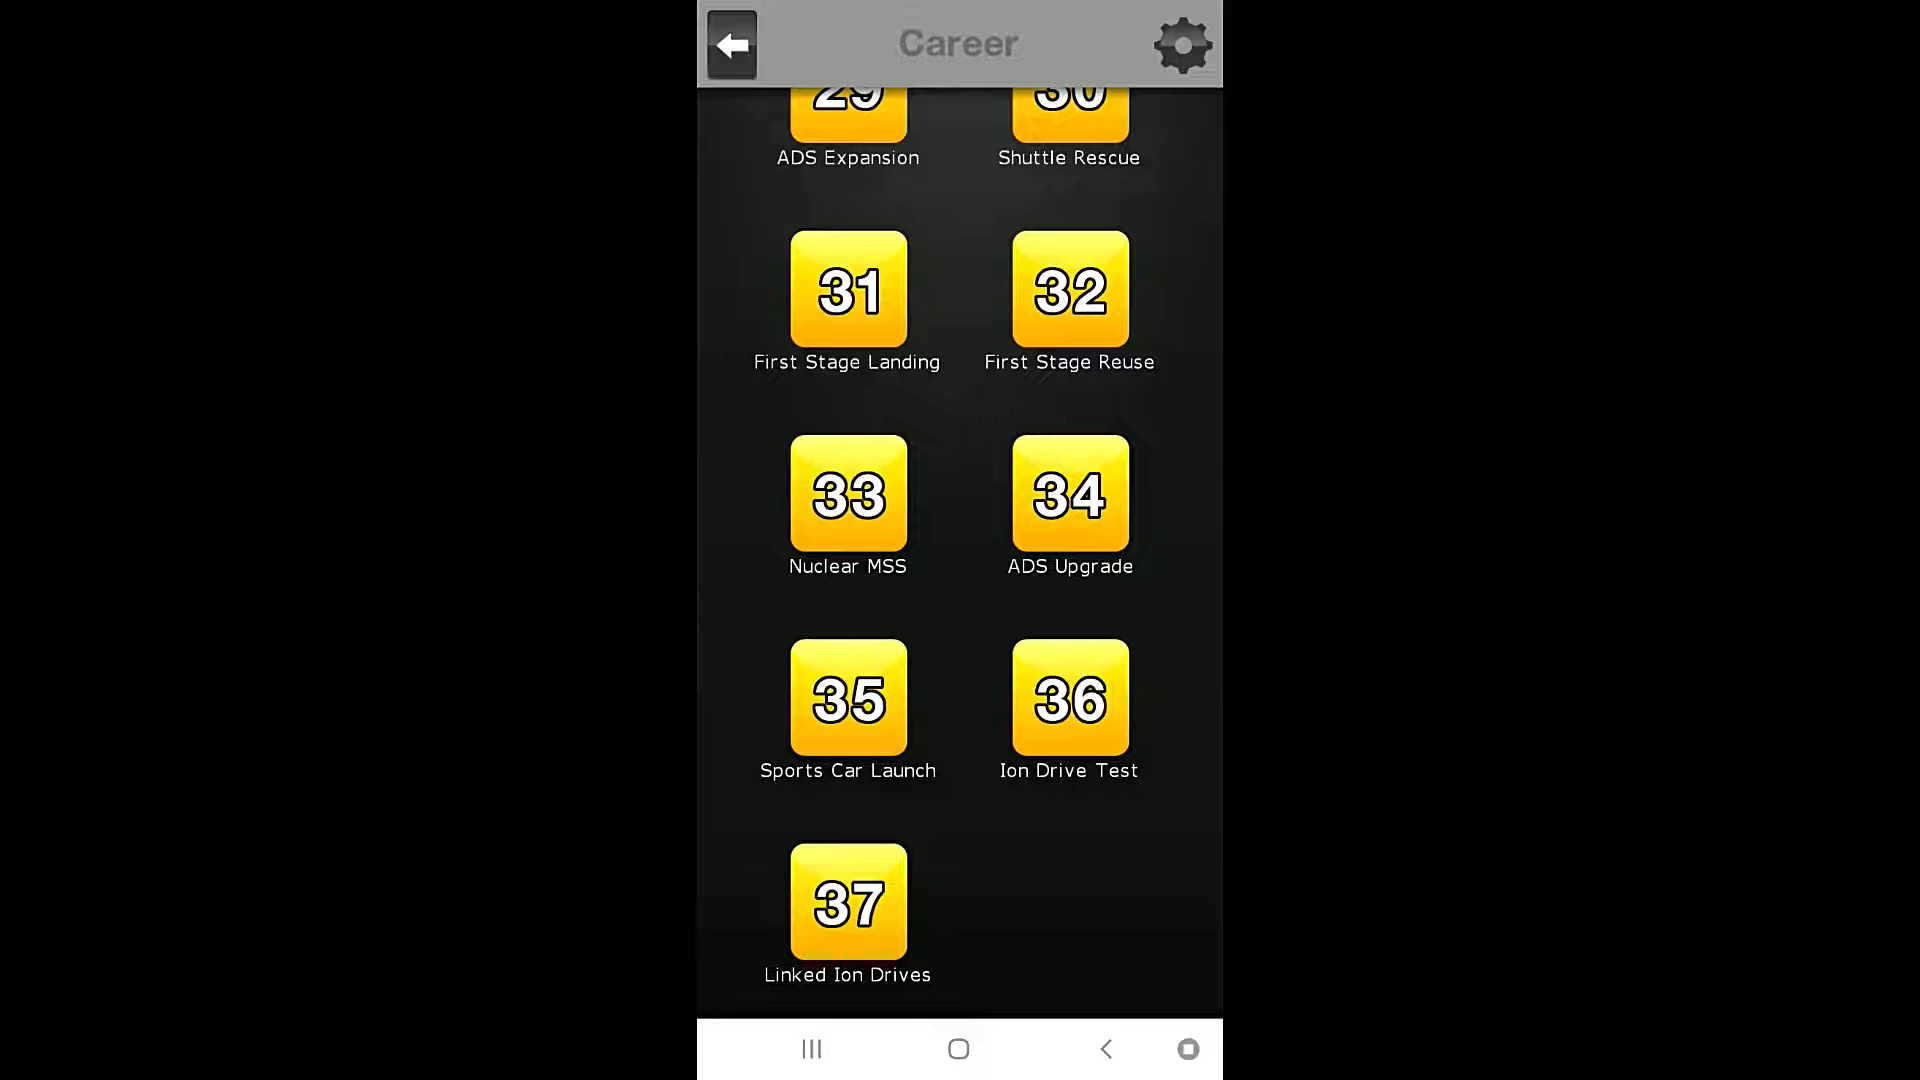 Career
29 30
ADS Expansion Shuttle Rescue
31 32
First Stage Landing First Stage Reuse
33 34
Nuclear MSS ADS Upgrade
35 36
Sports Car Launch Ion Drive Test
37
Linked Ion Drives